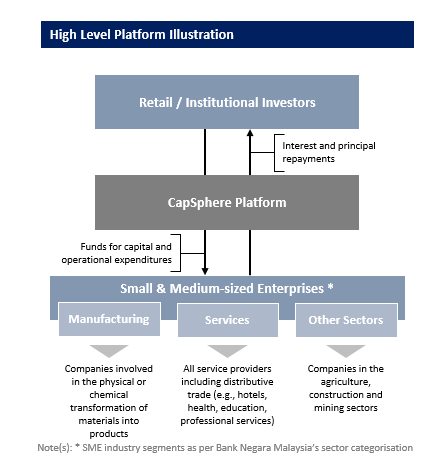 High Level Platform Illustration
Retail / Institutional Investors
Interest and principal
repayments
CapSphere Platform
Funds for capital and
operational expenditures
Small & Medium-sized Enterprises *
Manufacturing
Services
Other Sectors
Companies involved
in the physical or
chemical
transformation of
materials into
products
All service providers
including distributive
trade (e.g., hotels,
health, education,
professional services)
Companies in the
agriculture,
construction and
mining sectors
Note(s): * SME industry segments as per Bank Negara Malaysia's sector categorisation